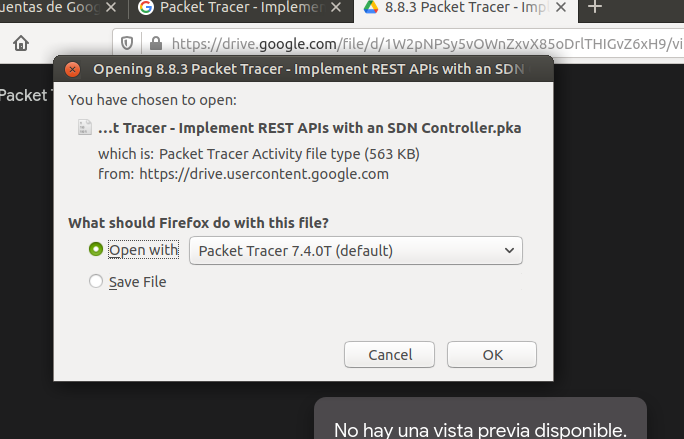 uentas de Goog
Packet Tracer - Implemen
8.8.3 Packet Tracer - Impl
https://drive.google.com/file/d/1W2pNPSy5vOWnZxvX85oDrlTHIGvZ6xH9/vi
Packet T
Opening 8.8.3 Packet Tracer - Implement REST APIs with an SDN
You have chosen to open:
...t Tracer - Implement REST APIs with an SDN Controller.pka
which is: Packet Tracer Activity file type (563 KB)
from: https://drive.usercontent.google.com
What should Firefox do with this file?
Open with
Packet Tracer 7.4.0T (default)
Save File
Cancel
OK
No hay una vista previa disponible.